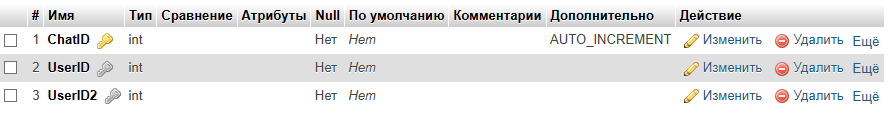 # Имя Тип Сравнение Атрибуты Null По умолчанию Комментарии Дополнительно Действие
1 ChatID int Нет Нет AUTO_INCREMENT Изменить Удалить Ещё
2 UserID int Нет Нет Изменить Удалить Ещё
3 UserID2 int Нет Нет Изменить Удалить Ещё